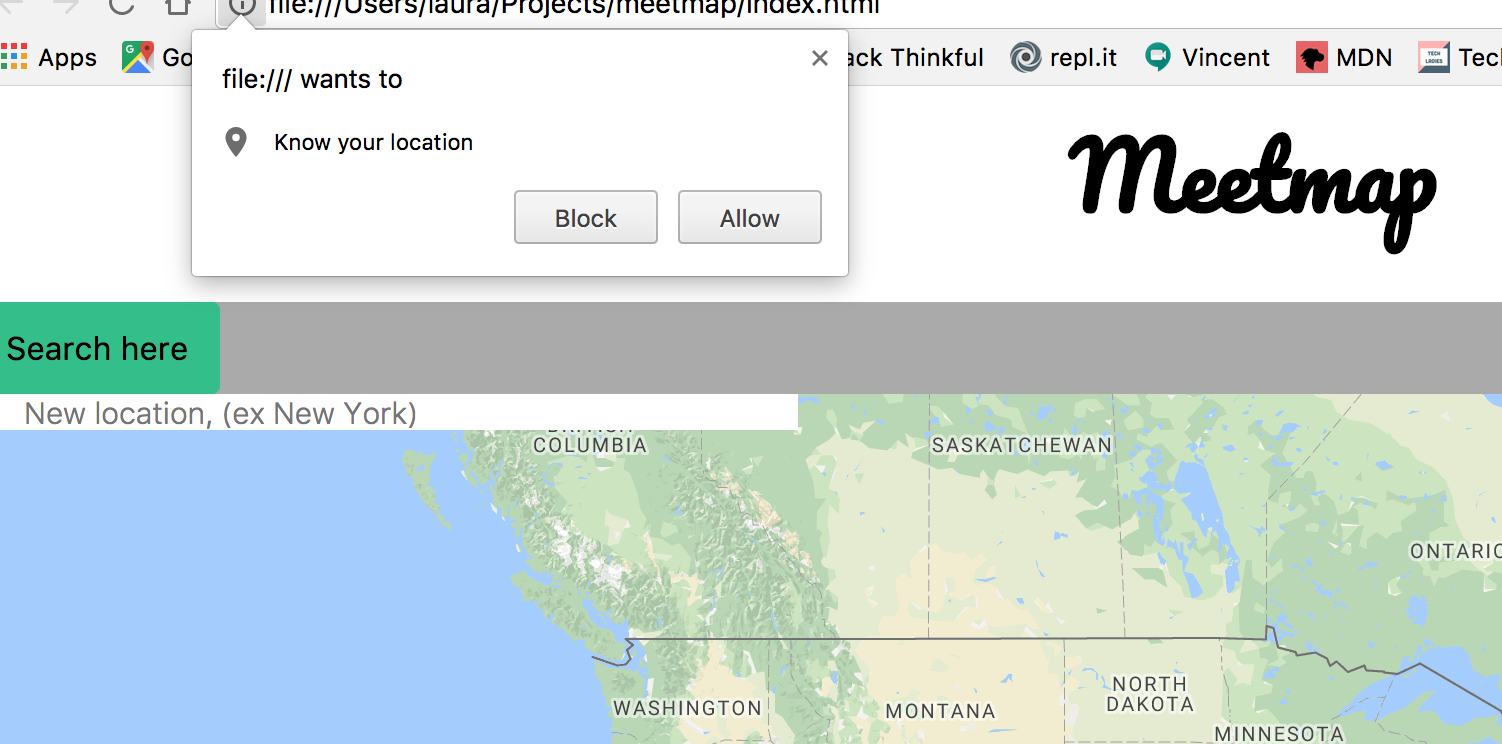 file:///Users/laura/Projects/meetmap/index.html
Apps Go ack Thinkful repl.it Vincent MDN Tec
TECH
LADIES
file:/// wants to
Know your location
Block Allow
Meetmap
Search here
New location, (ex New York)
BRITISH
COLUMBIA
SASKATCHEWAN
ONTARIO
WASHINGTON
MONTANA
NORTH
DAKOTA
MINNESOTA